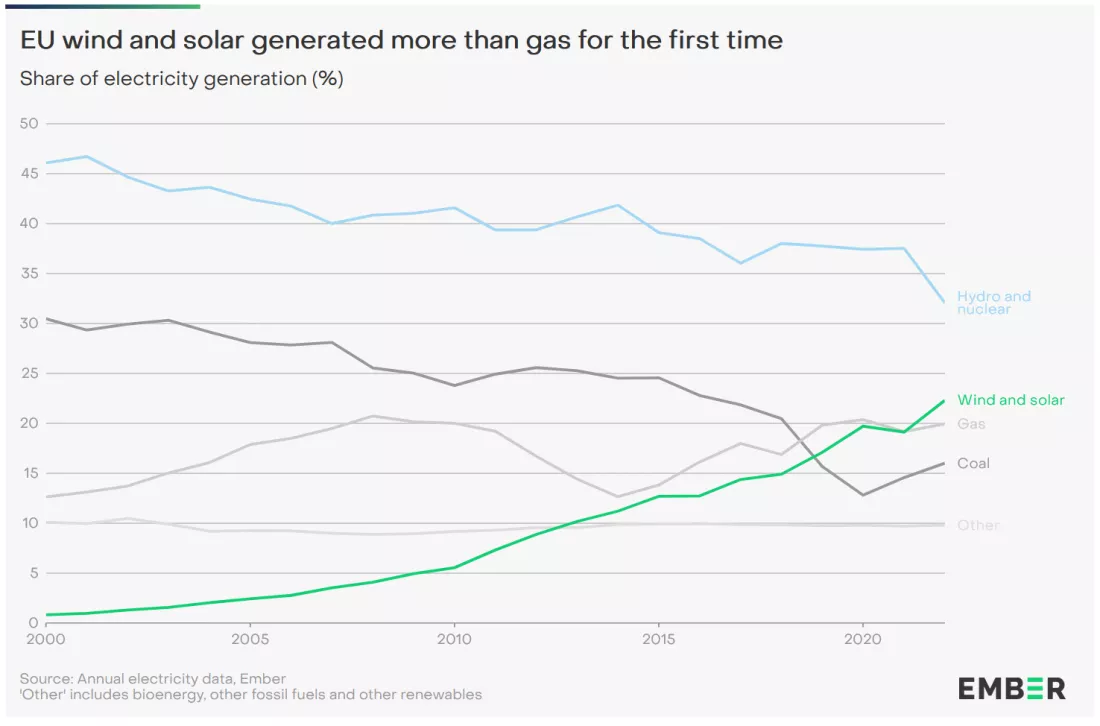 EU wind and solar generated more than gas for the first time
Share of electricity generation (%)
50
45
40
35
30
25
20
15
10
5
0
Hydro and
nuclear
Wind and solar
Gas
Coal
Other
2000
2005
2010
2015
2020
Source: Annual electricity data, Ember
'Other' includes bioenergy, other fossil fuels and other renewables
EMBER